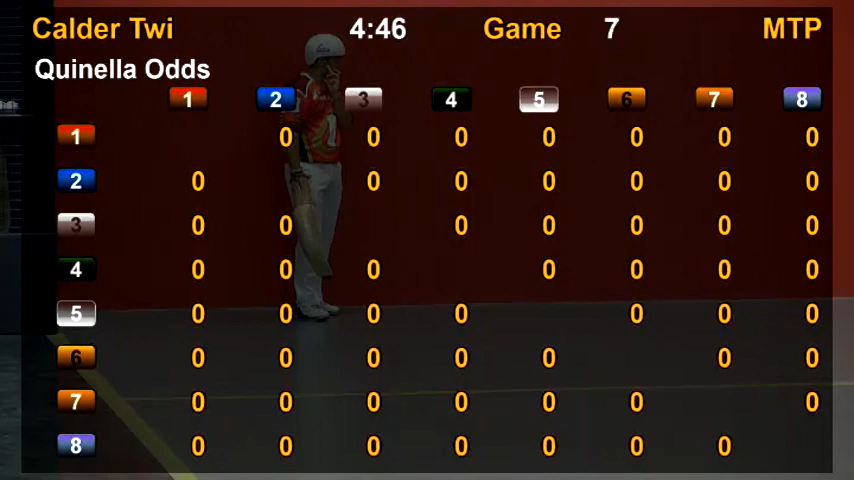 Calder Twi 4:46 Game 7 MTP
Quinella Odds
1 2 3 4 5 6 7 8
1 0 0 0 0 0 0 0
2 0 0 0 0 0 0 0
3 0 0 0 0 0 0 0
4 0 0 0 0 0 0 0
5 0 0 0 0 0 0 0
6 0 0 0 0 0 0 0
7 0 0 0 0 0 0 0
8 0 0 0 0 0 0 0